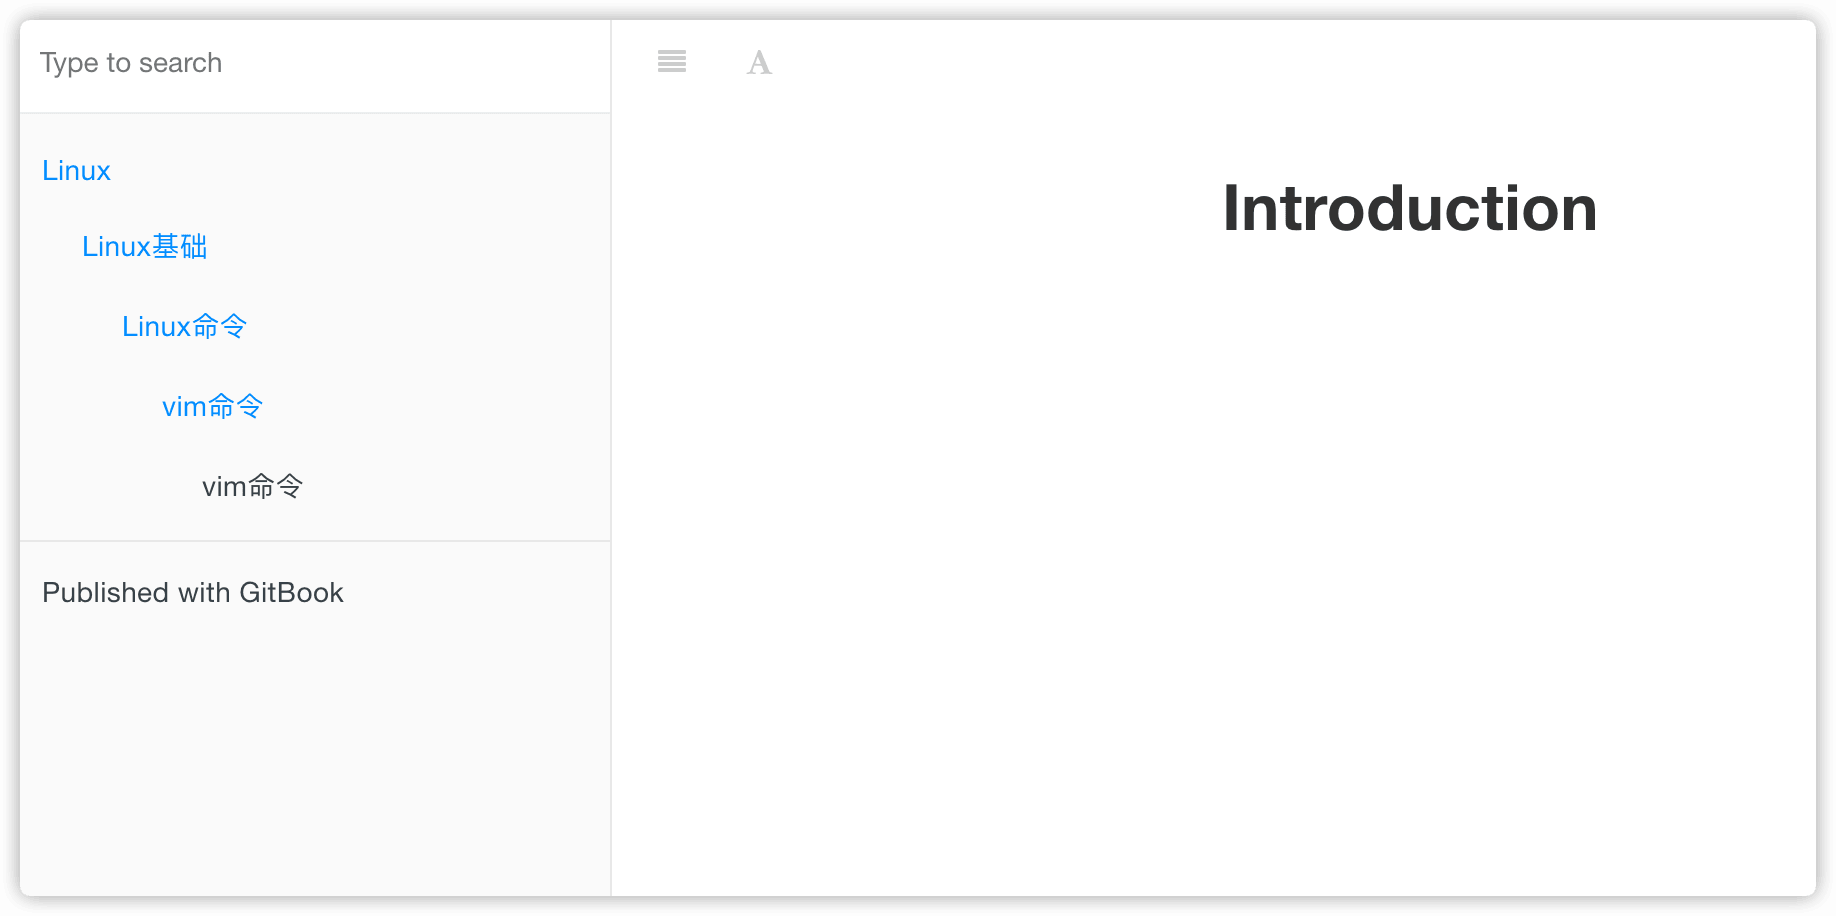 Type to search
A
Linux
Linux基础
Linux命令
vim命令
vim命令
Published with GitBook
Introduction